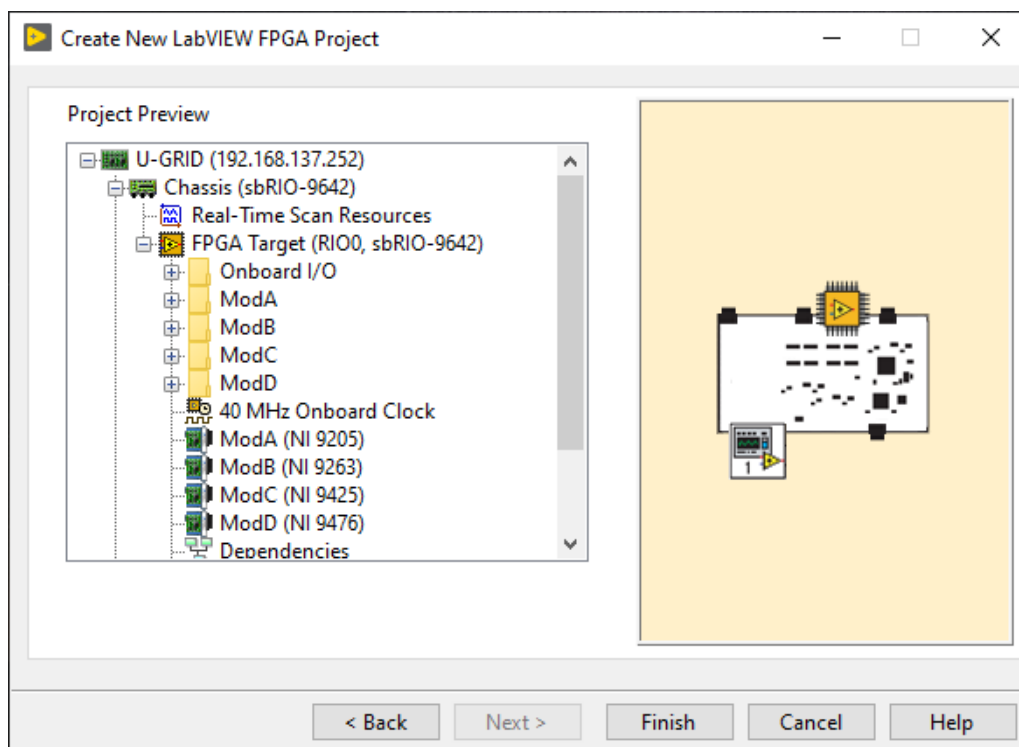 Create New LabVIEW FPGA Project
Project Preview
U-GRID (192.168.137.252)
Chassis (sbRIO-9642)
Real-Time Scan Resources
FPGA Target (RIO0, sbRIO-9642)
Onboard I/O
ModA
ModB
ModC
ModD
40 MHz Onboard Clock
ModA (NI 9205)
ModB (NI 9263)
ModC (NI 9425)
ModD (NI 9476)
Dependencies
1
< Back Next > Finish Cancel Help